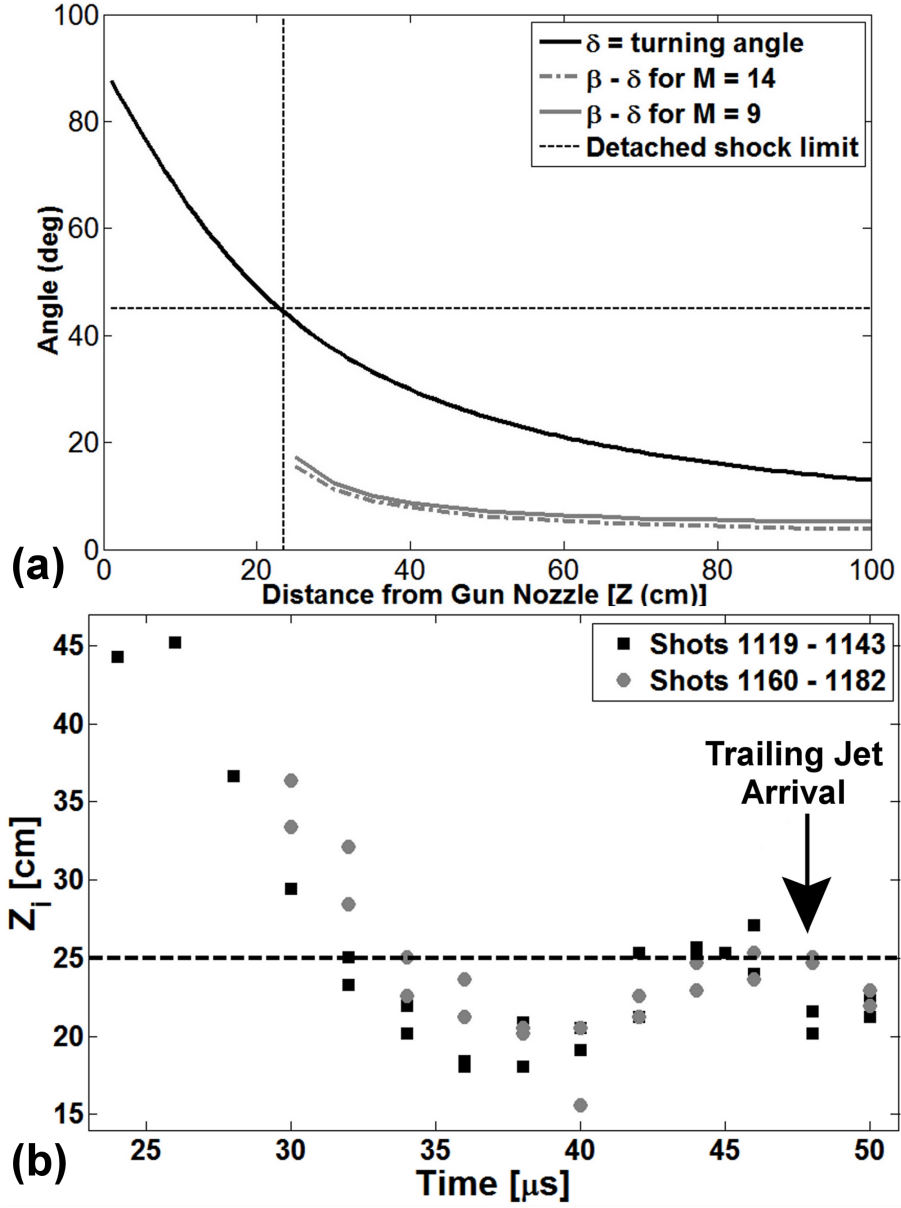 100
80
60
40
20
0
Angle (deg)
δ = turning angle
β - δ for M = 14
β - δ for M = 9
Detached shock limit
0 20 40 60 80 100
Distance from Gun Nozzle [Z (cm)]
(a)
45
40
35
30
25
20
15
Zi [cm]
Shots 1119 - 1143
Shots 1160 - 1182
Trailing Jet
Arrival
25 30 35 40 45 50
Time [μs]
(b)